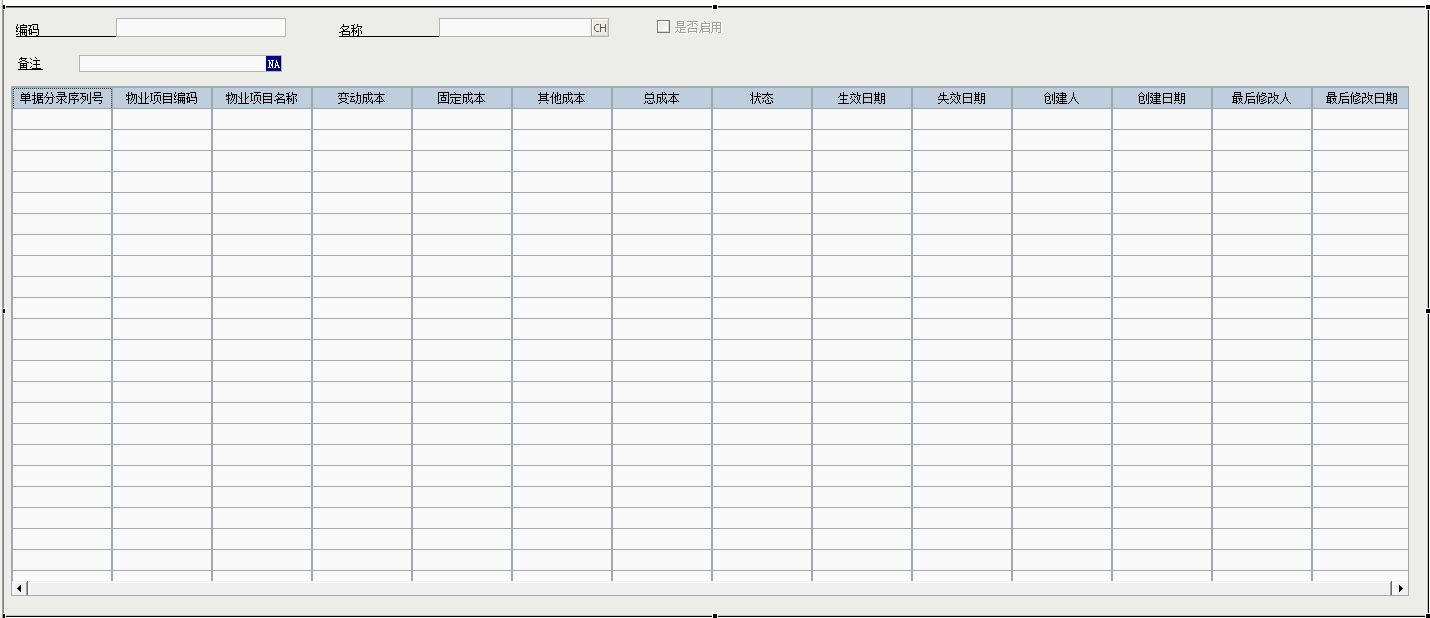 编码 名称 CH 是否启用
备注 NA
单据分录序列号 物业项目编码 物业项目名称 变动成本 固定成本 其他成本 总成本 状态 生效日期 失效日期 创建人 创建日期 最后修改人 最后修改日期